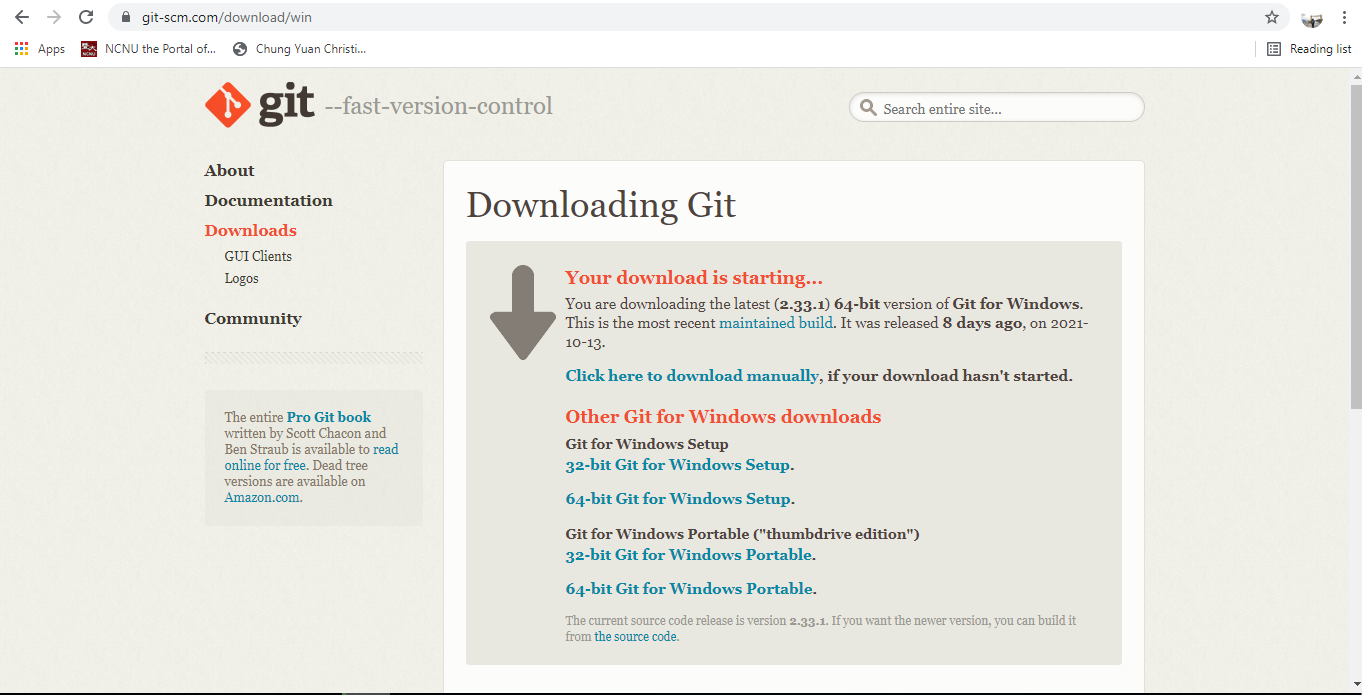 git-scm.com/download/win
Apps
NCNU the Portal of...
Chung Yuan Christi...
Reading list
git --fast-version-control
Search entire site...
About
Documentation
Downloads
GUI Clients
Logos
Community
The entire Pro Git book
written by Scott Chacon and
Ben Straub is available to read
online for free. Dead tree
versions are available on
Amazon.com.
Downloading Git
Your download is starting...
You are downloading the latest (2.33.1) 64-bit version of Git for Windows.
This is the most recent maintained build. It was released 8 days ago, on 2021-
10-13.
Click here to download manually, if your download hasn't started.
Other Git for Windows downloads
Git for Windows Setup
32-bit Git for Windows Setup.
64-bit Git for Windows Setup.
Git for Windows Portable ("thumbdrive edition")
32-bit Git for Windows Portable.
64-bit Git for Windows Portable.
The current source code release is version 2.33.1. If you want the newer version, you can build it
from the source code.